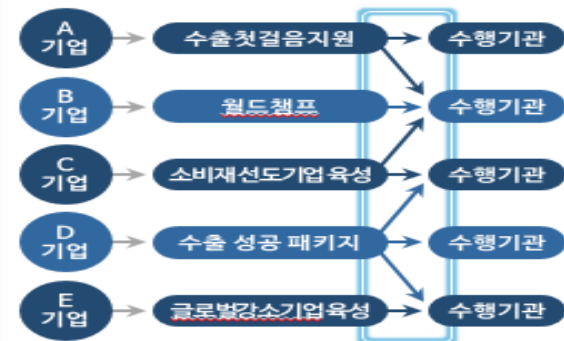 A
기업
수출첫걸음지원
수행기관
B
기업
월드챔프
수행기관
C
기업
소비재선도기업육성
수행기관
D
기업
수출 성공 패키지
수행기관
E
기업
글로벌강소기업육성
수행기관